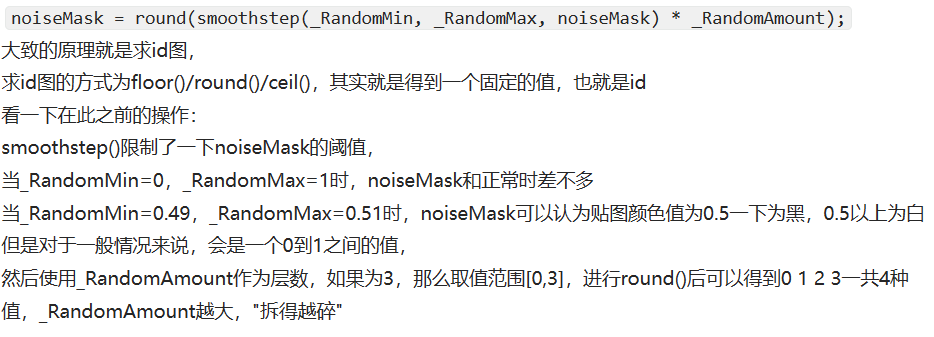 noiseMask = round(smoothstep(_RandomMin, _RandomMax, noiseMask) * _RandomAmount);
大致的原理就是求id图，
求id图的方式为floor()/round()/ceil()，其实就是得到一个固定的值，也就是id
看一下在此之前的操作：
smoothstep()限制了一下noiseMask的阈值，
当_RandomMin=0，_RandomMax=1时，noiseMask和正常时差不多
当_RandomMin=0.49，_RandomMax=0.51时，noiseMask可以认为贴图颜色值为0.5一下为黑，0.5以上为白
但是对于一般情况来说，会是一个0到1之间的值，
然后使用_RandomAmount作为层数，如果为3，那么取值范围[0,3]，进行round()后可以得到0 1 2 3一共4种
值，_RandomAmount越大，"拆得越碎"